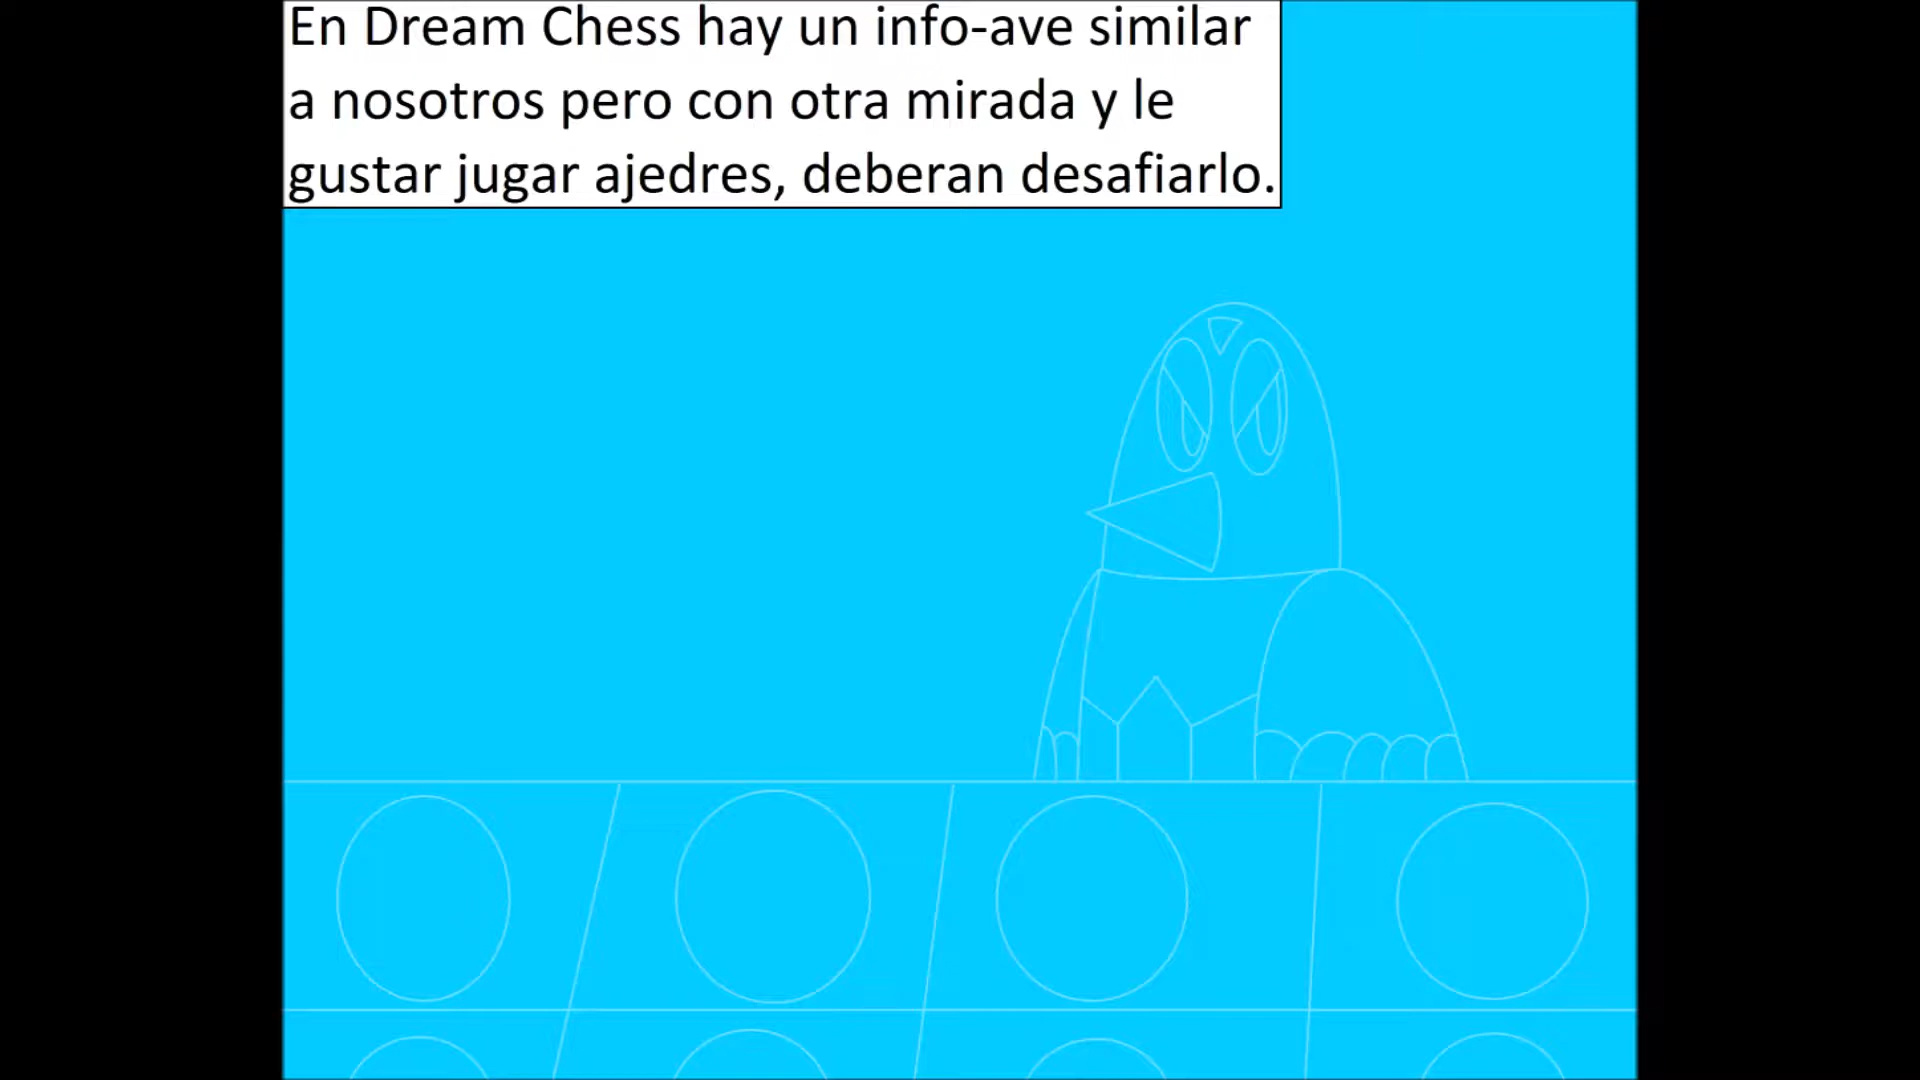 En Dream Chess hay un info-ave similar
a nosotros pero con otra mirada y le
gustar jugar ajedres, deberan desafiarlo.